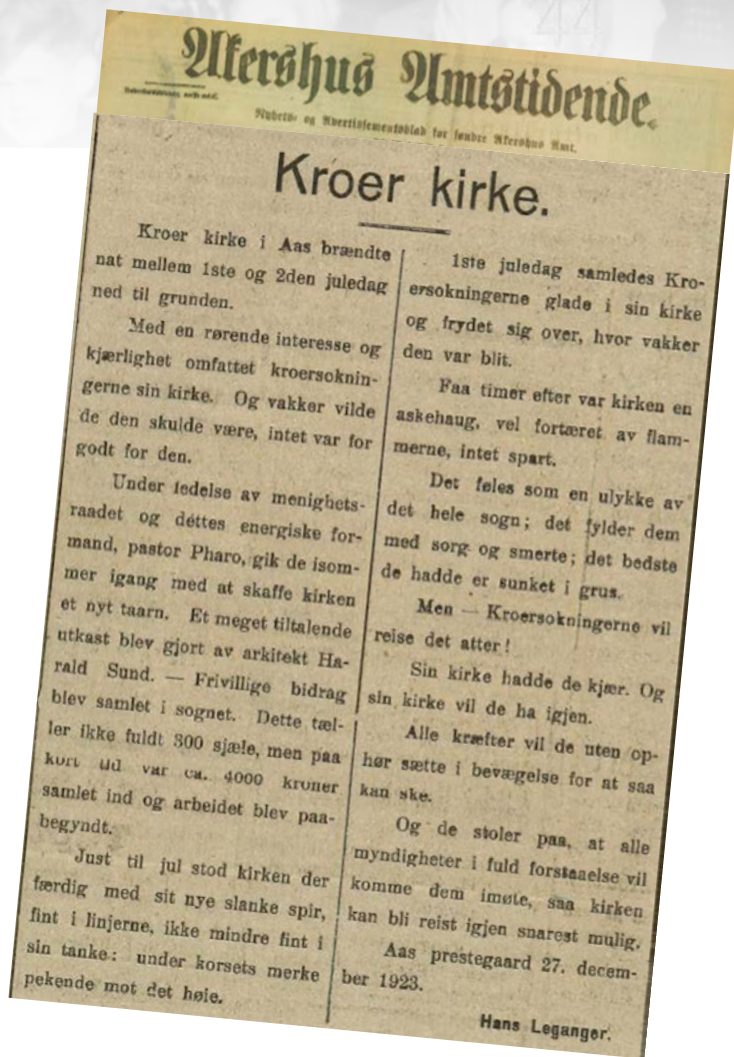 Akershus Amtstidende.
Nyhets- og Avertissementsblad for søndre Akershus Amt.
Kroer kirke.
Kroer kirke i Aas brændte
nat mellem 1ste og 2den juledag
ned til grunden.
Med en rørende interesse og
kjærlighet omfattet kroersoknin-
gerne sin kirke. Og vakker vilde
de den skulde være, intet var for
godt for den.
Under ledelse av menighets-
raadet og dettes energiske for-
mand, pastor Pharo, gik de isom-
mer igang med at skaffe kirken
et nyt taarn. Et meget tiltalende
utkast blev gjort av arkitekt Ha-
rald Sund. — Frivillige bidrag
blev samlet i sognet. Dette tæl-
ler ikke fuldt 300 sjæle, men paa
kort tid var ca. 4000 kroner
samlet ind og arbeidet blev paa-
begyndt.
Just til jul stod kirken der
færdig med sit nye slanke spir,
fint i linjerne, ikke mindre fint i
sin tanke: under korsets merke
pekende mot det høie.
1ste juledag samledes Kro-
ersokningerne glade i sin kirke
og frydet sig over, hvor vakker
den var blit.
Faa timer efter var kirken en
askehaug, vel fortæret av flam-
merne, intet spart.
Det føles som en ulykke av
det hele sogn; det fylder dem
med sorg og smerte; det bedste
de hadde er sunket i grus.
Men — Kroersokningerne vil
reise det atter!
Sin kirke hadde de kjær. Og
sin kirke vil de ha igjen.
Alle kræfter vil de uten op-
hør sætte i bevægelse for at saa
kan ske.
Og de stoler paa, at alle
myndigheter i fuld forstaaelse vil
komme dem imøte, saa kirken
kan bli reist igjen snarest mulig.
Aas prestegaard 27. decem-
ber 1923.
Hans Leganger.